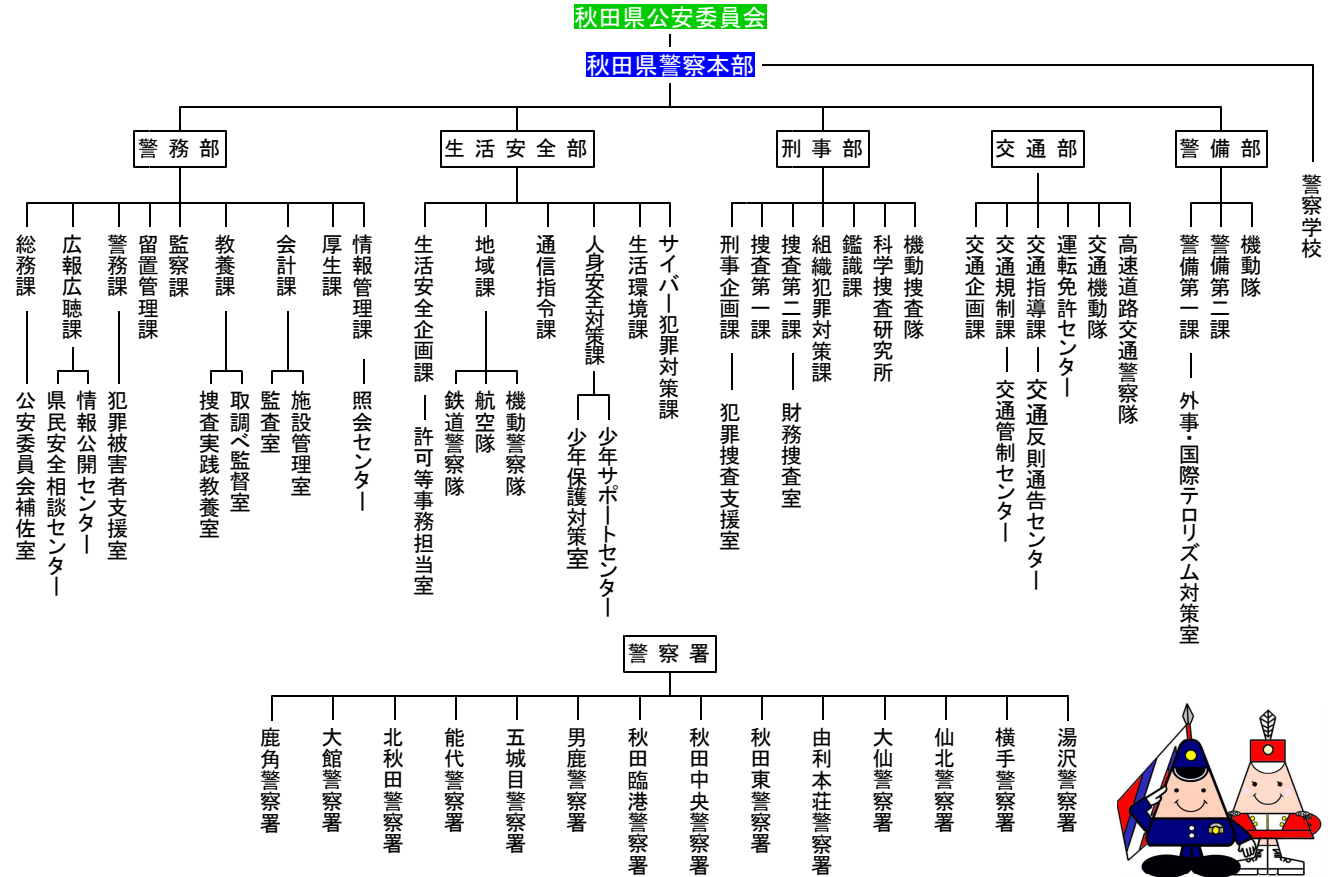 秋田県公安委員会
秋田県警察本部
警務部
生活安全部
刑事部
交通部
警備部
警察学校
総務課
広報広聴課
警務課
留置管理課
監察課
教養課
会計課
厚生課
情報管理課
公安委員会補佐室
県民安全相談センター
情報公開センター
犯罪被害者支援室
捜査実践教養室
取調べ監督室
監査室
施設管理室
照会センター
生活安全企画課
地域課
通信指令課
人身安全対策課
生活環境課
サイバー犯罪対策課
許可等事務担当室
鉄道警察隊
航空隊
機動警察隊
少年保護対策室
少年サポートセンター
刑事企画課
捜査第一課
捜査第二課
組織犯罪対策課
鑑識課
科学捜査研究所
機動捜査隊
犯罪捜査支援室
財務捜査室
交通企画課
交通規制課
交通指導課
運転免許センター
交通機動隊
高速道路交通警察隊
交通管制センター
交通反則通告センター
警備第一課
警備第二課
機動隊
外事・国際テロリズム対策室
警察署
鹿角警察署
大館警察署
北秋田警察署
能代警察署
五城目警察署
男鹿警察署
秋田臨港警察署
秋田中央警察署
秋田東警察署
由利本荘警察署
大仙警察署
仙北警察署
横手警察署
湯沢警察署